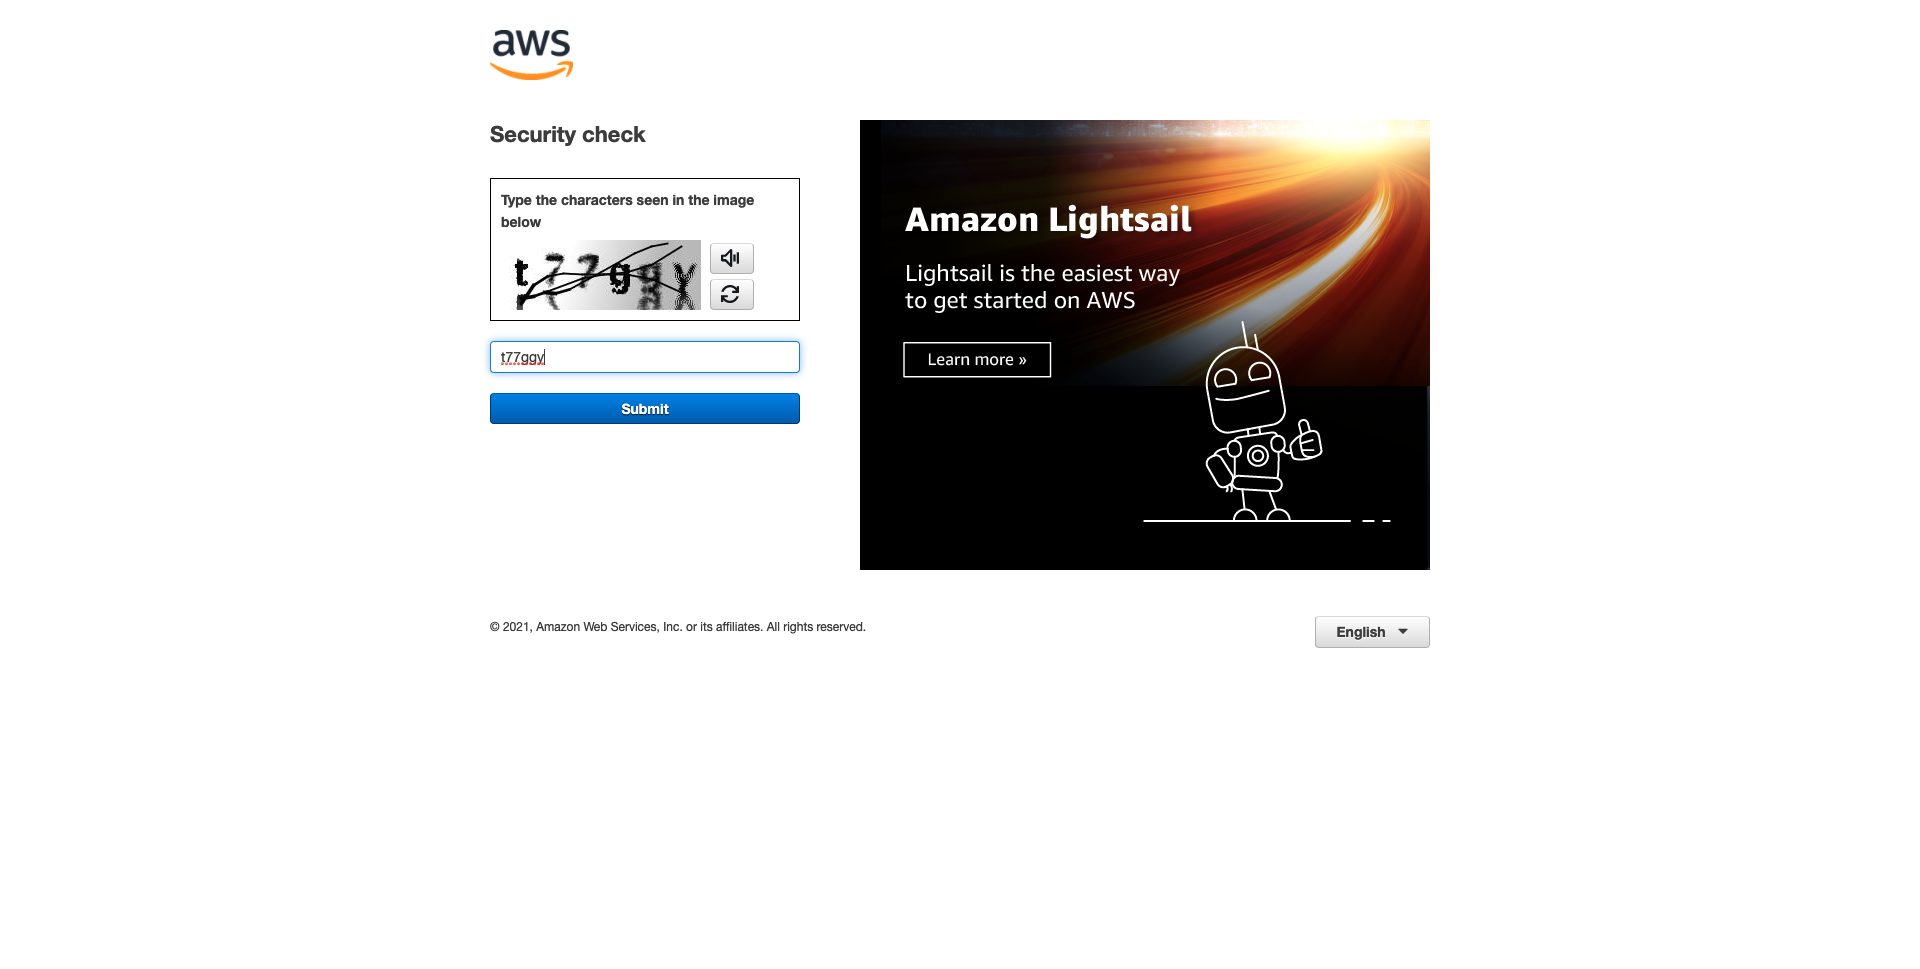 aws
Security check
Type the characters seen in the image
below
t77ggy
t77ggy
Submit
Amazon Lightsail
Lightsail is the easiest way
to get started on AWS
Learn more »
© 2021, Amazon Web Services, Inc. or its affiliates. All rights reserved.
English